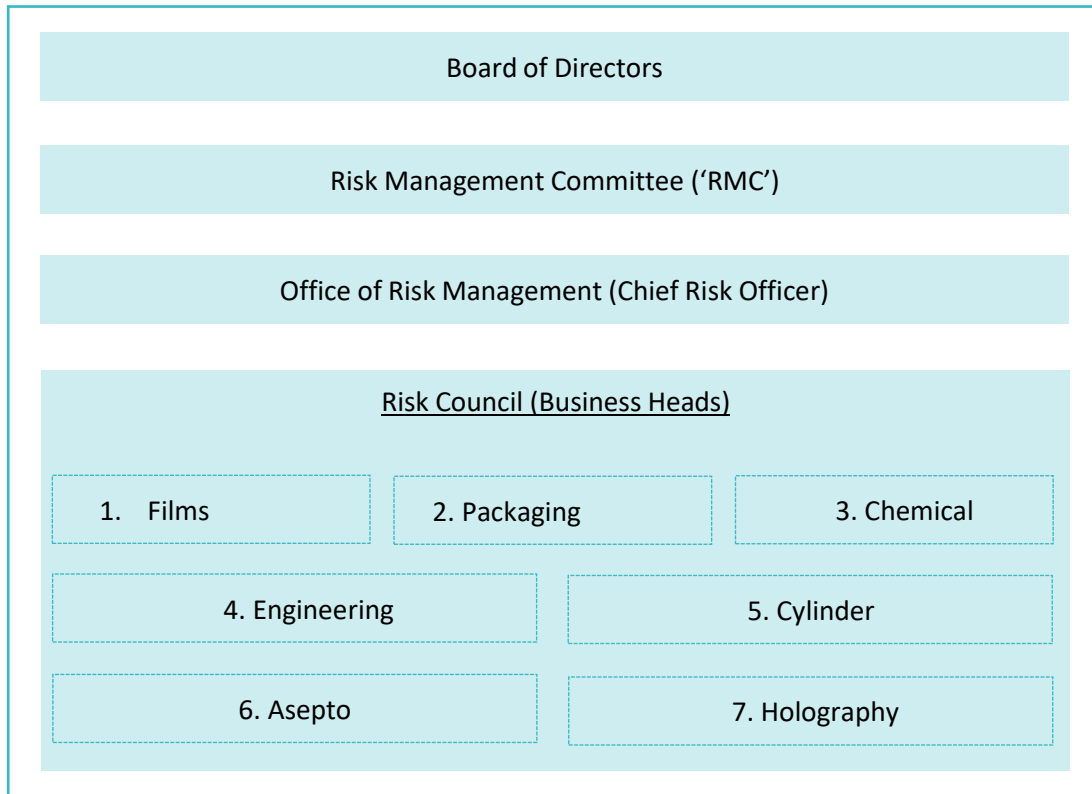 Board of Directors
Risk Management Committee (‘RMC’)
Office of Risk Management (Chief Risk Officer)
Risk Council (Business Heads)
1. Films
2. Packaging
3. Chemical
4. Engineering
5. Cylinder
6. Asepto
7. Holography